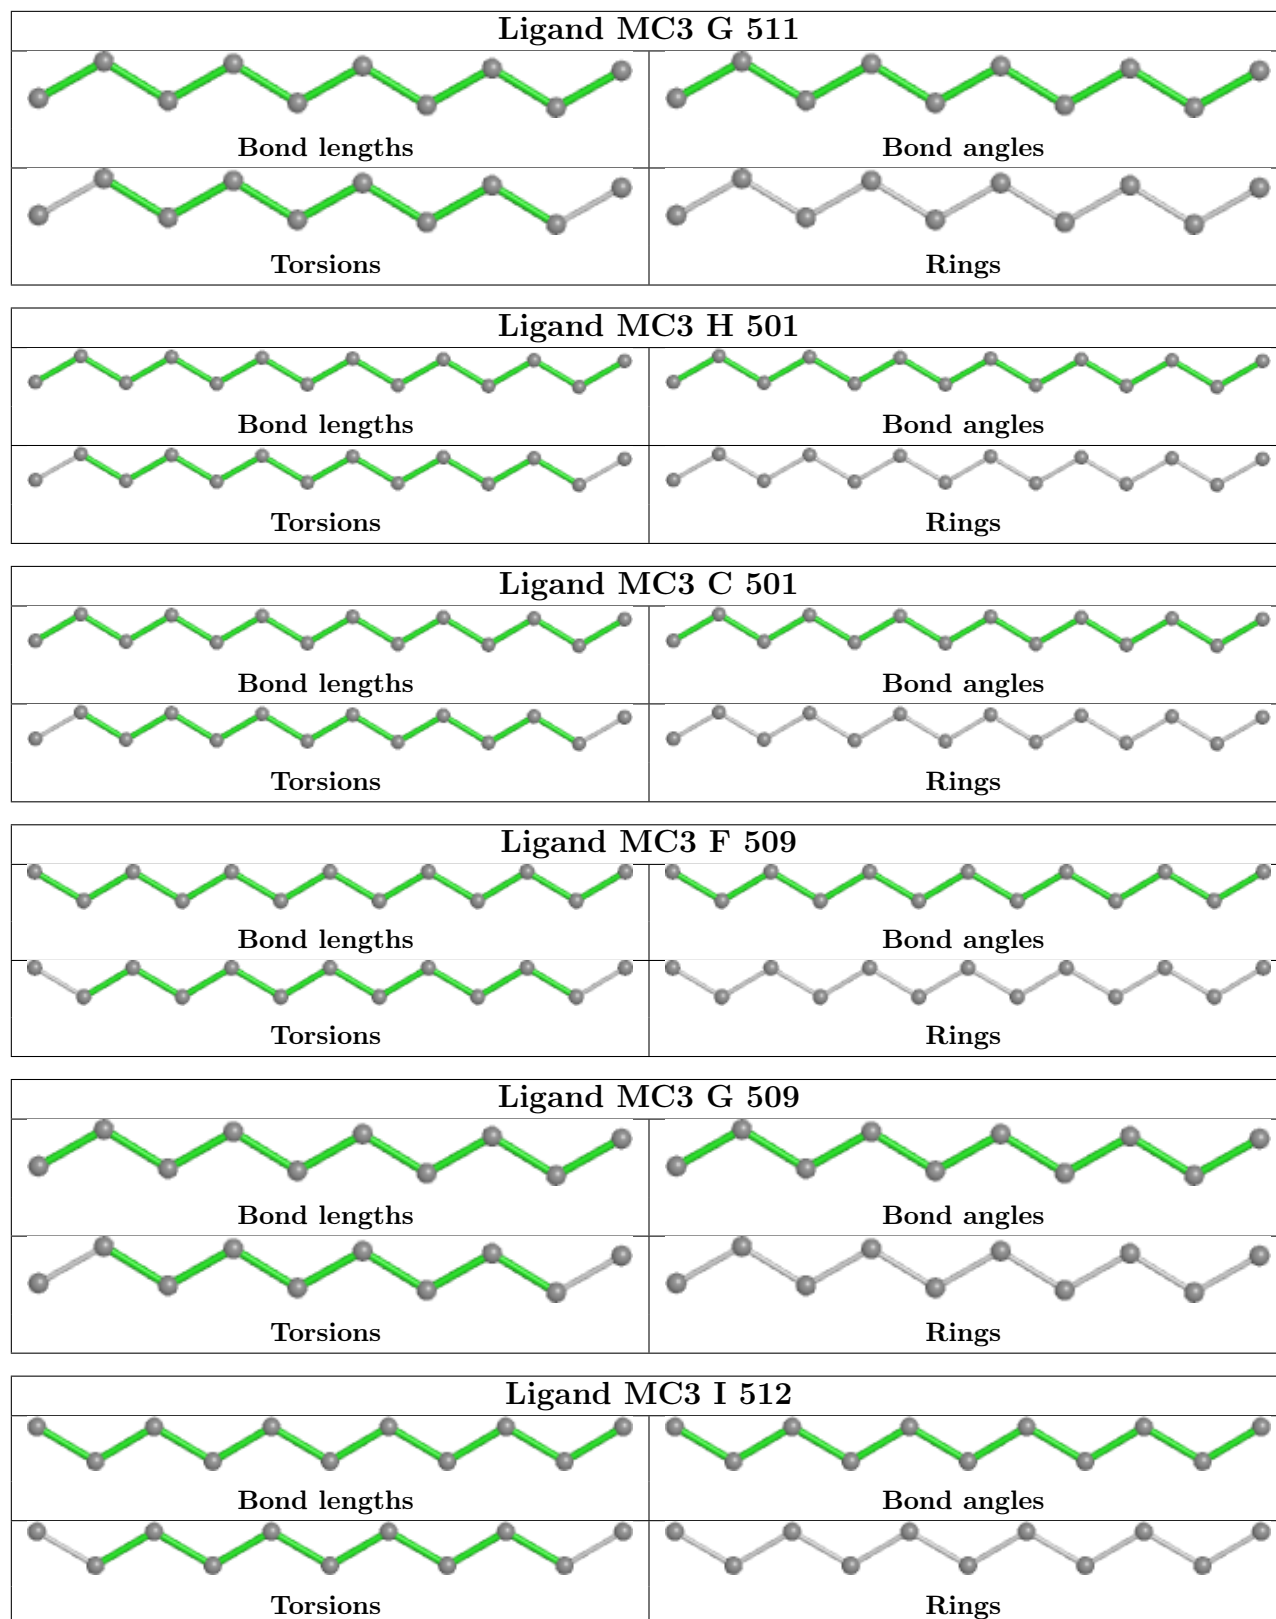 Ligand MC3 G 511
Bond lengths Bond angles
Torsions Rings
Ligand MC3 H 501
Bond lengths Bond angles
Torsions Rings
Ligand MC3 C 501
Bond lengths Bond angles
Torsions Rings
Ligand MC3 F 509
Bond lengths Bond angles
Torsions Rings
Ligand MC3 G 509
Bond lengths Bond angles
Torsions Rings
Ligand MC3 I 512
Bond lengths Bond angles
Torsions Rings